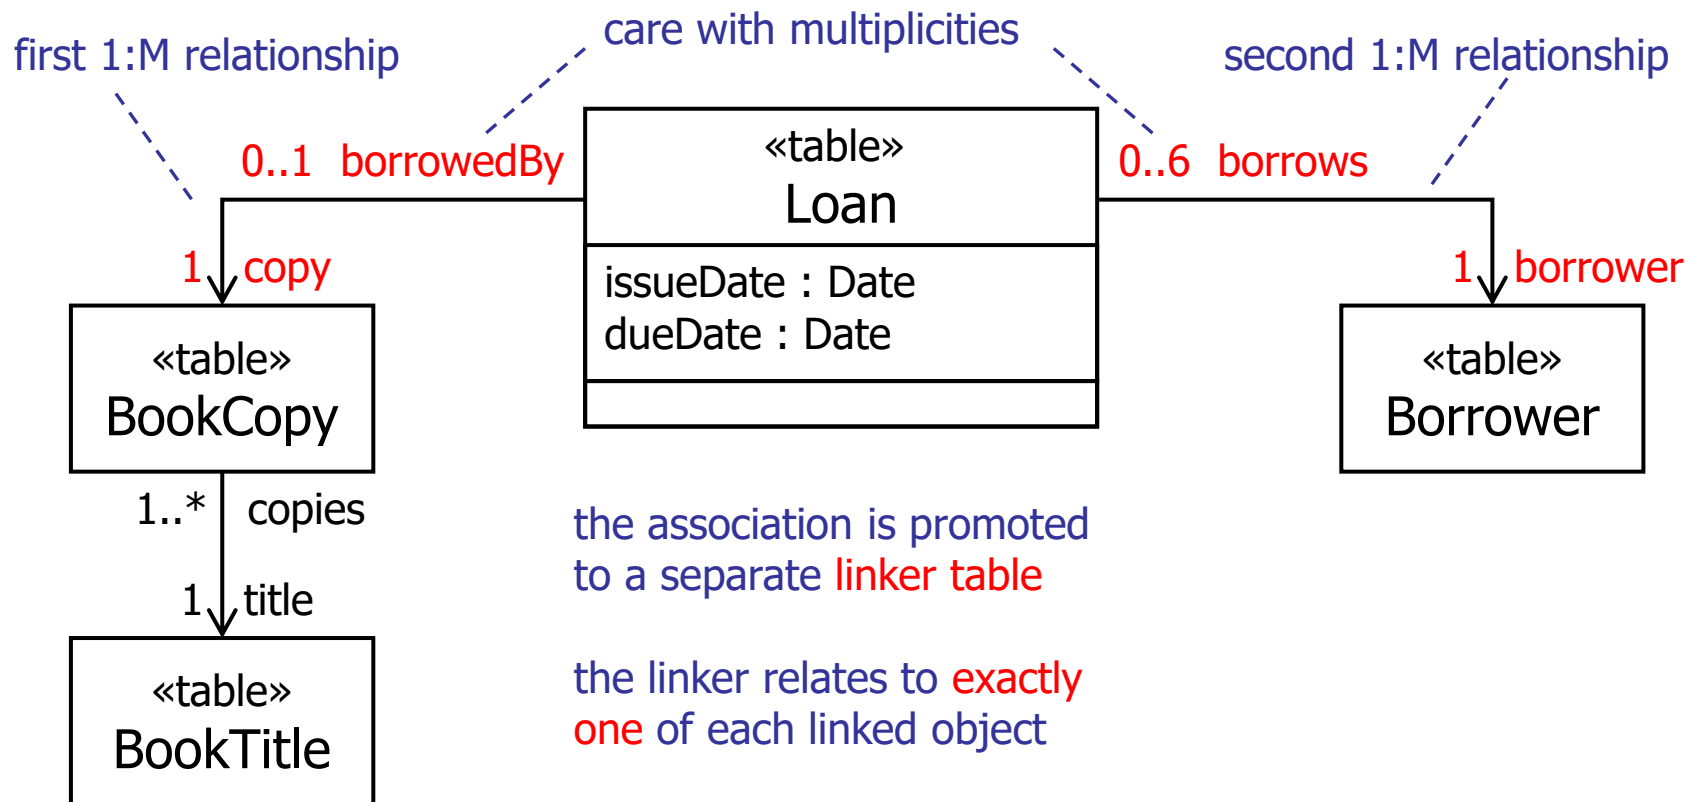 care with multiplicities
first 1:M relationship
second 1:M relationship
0..1 borrowedBy
«table»
Loan
0..6 borrows
1 copy
issueDate : Date
dueDate : Date
1 borrower
«table»
BookCopy
«table»
Borrower
1..* copies
the association is promoted
to a separate linker table
1 title
the linker relates to exactly
one of each linked object
«table»
BookTitle